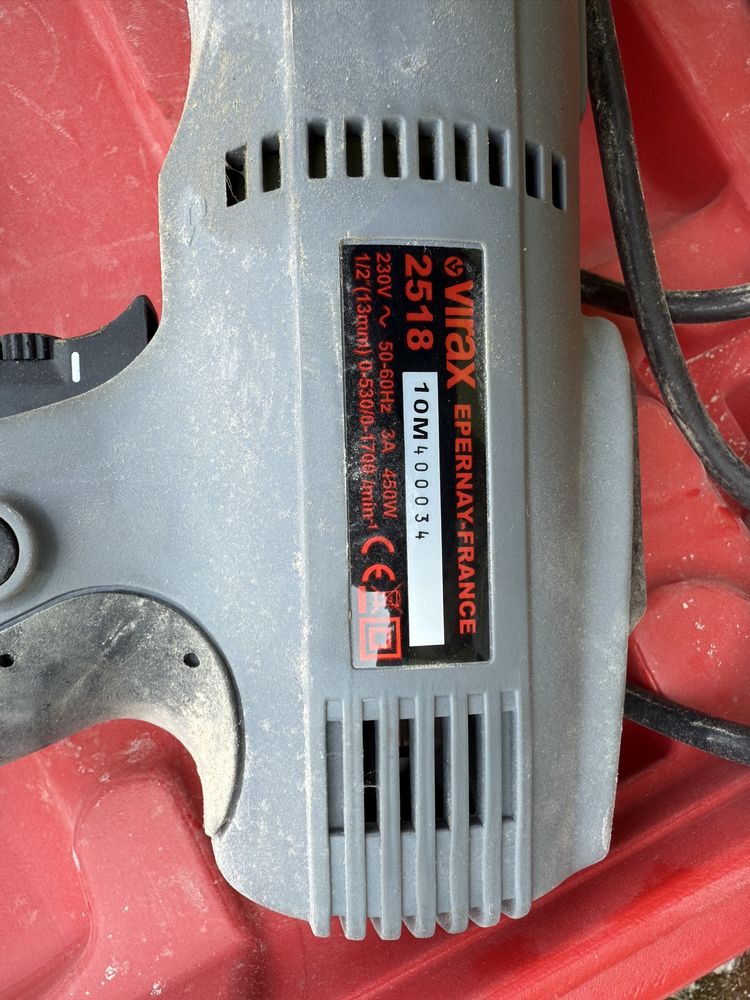 virax EPERNAY-FRANCE
2518 10M400034
230V ~ 50-60Hz 3A 450W
1/2"(13mm) 0-530/0-1700 /min-1
CE